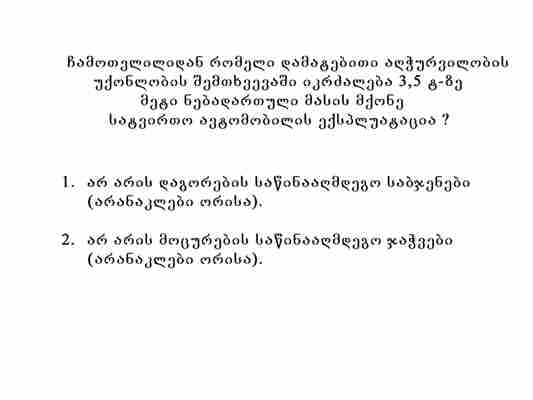 ჩამოთვლილიდან რომელი დამატებითი აღჭურვილობის
უქონლობის შემთხვევაში იკრძალება 3,5 ტ-ზე
მეტი ნებადართული მასის მქონე
სატვირთო ავტომობილის ექსპლუატაცია ?
1. არ არის დაგორების საწინააღმდეგო საბჯენები
(არანაკლები ორისა).
2. არ არის მოცურების საწინააღმდეგო ჯაჭვები
(არანაკლები ორისა).